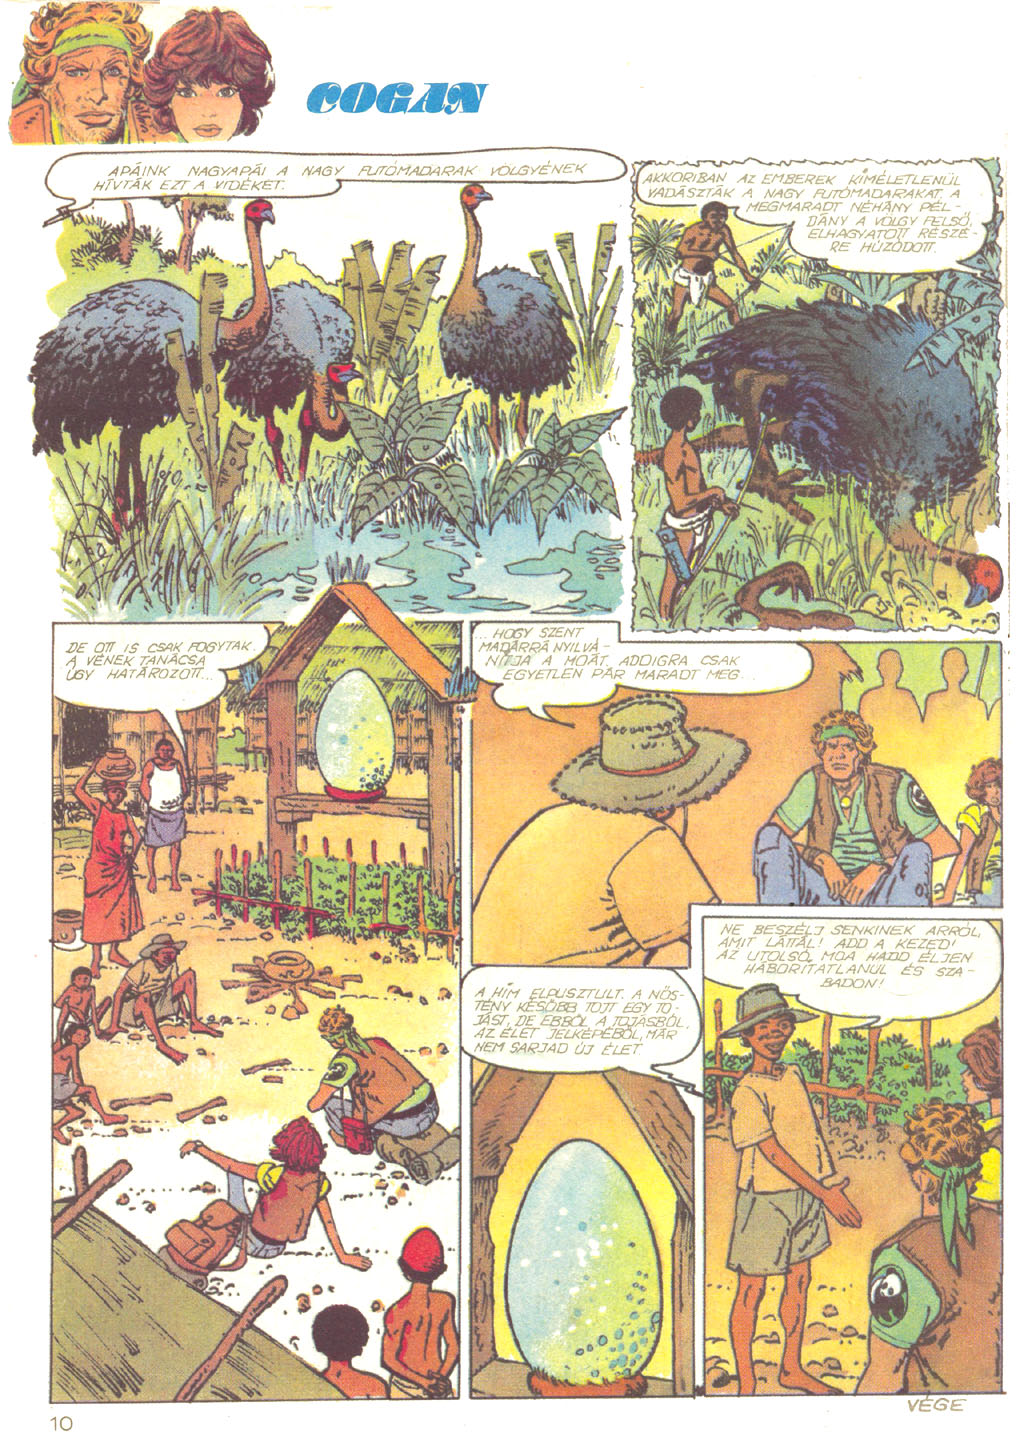 COGAN
APÁINK NAGYAPÁI A NAGY FUTÓMADARAK VÖLGYÉNEK
HÍVTÁK EZT A VIDÉKET.
AKKORIBAN AZ EMBEREK KÍMÉLETLENÜL
VADÁSZTÁK A NAGY FUTÓMADARAKAT. A
MEGMARADT NÉHÁNY PÉL-
DÁNY A VÖLGY FELSŐ,
ELHAGYATOTT RÉSZÉ-
RE HÚZÓDOTT.
DE OTT IS CSAK FOGYTAK.
A VÉNEK TANÁCSA
ÚGY HATÁROZOTT...
...HOGY SZENT
MADÁRRÁ NYILVÁ-
NÍTJA A MOÁT. ADDIGRA CSAK
EGYETLEN PÁR MARADT MEG...
A HÍM ELPUSZTULT. A NŐS-
TÉNY KÉSŐBB TOJT EGY TO-
JÁST, DE EBBŐL A TOJÁSBÓL,
AZ ÉLET JELKÉPÉBŐL, MÁR
NEM SARJAD ÚJ ÉLET.
NE BESZÉLJ SENKINEK ARRÓL,
AMIT LÁTTÁL! ADD A KEZED!
AZ UTOLSÓ MOA HADD ÉLJEN
HÁBORÍTATLANUL ÉS SZA-
BADON!
VÉGE
10